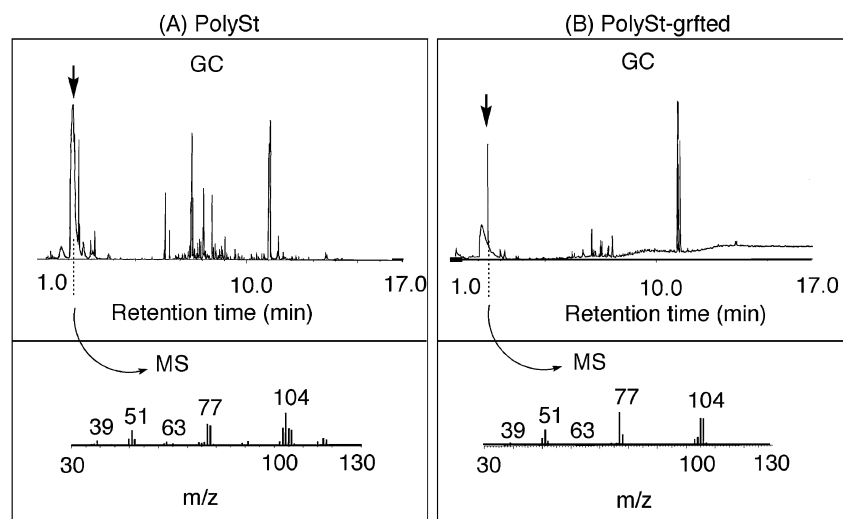 (A) PolySt
GC
1.0
10.0
17.0
Retention time (min)
MS
39
51
63
77
104
30
100
130
m/z
(B) PolySt-grfted
GC
1.0
10.0
17.0
Retention time (min)
MS
39
51
63
77
104
30
100
130
m/z